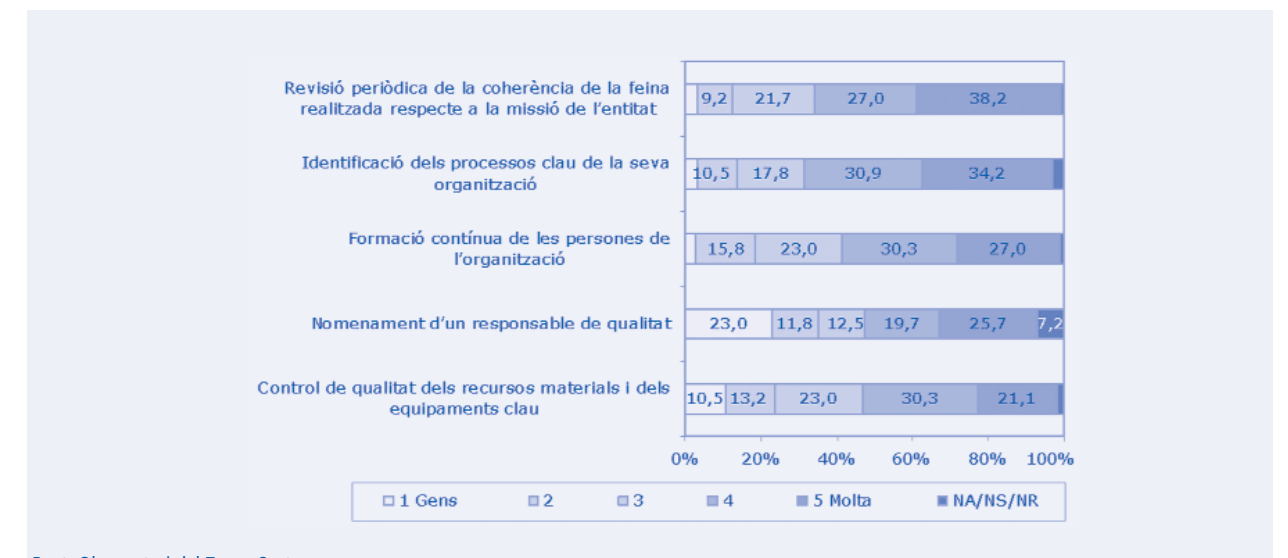 Revisió periòdica de la coherència de la feina
realitzada respecte a la missió de l'entitat
9,2 21,7 27,0 38,2
Identificació dels processos clau de la seva
organització
10,5 17,8 30,9 34,2
Formació contínua de les persones de
l'organització
15,8 23,0 30,3 27,0
Nomenament d'un responsable de qualitat
23,0 11,8 12,5 19,7 25,7 7,2
Control de qualitat dels recursos materials i dels
equipaments clau
10,5 13,2 23,0 30,3 21,1
0% 20% 40% 60% 80% 100%
1 Gens 2 3 4 5 Molta NA/NS/NR